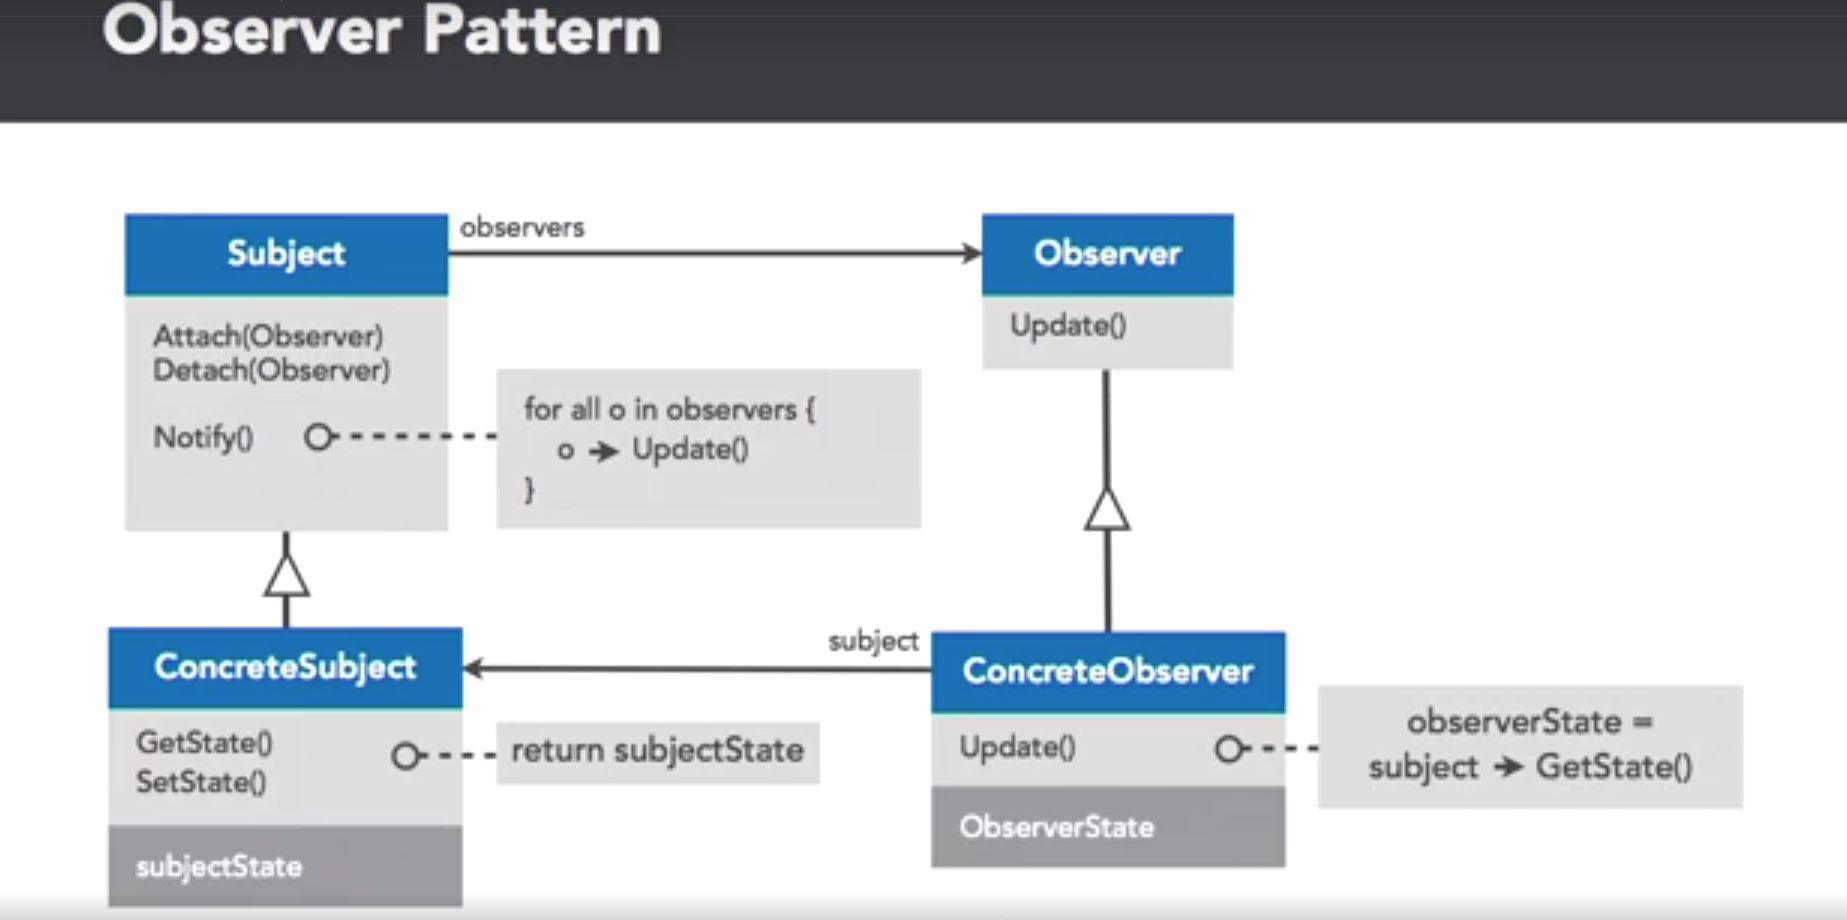 Observer Pattern
observers
Subject
Attach(Observer)
Detach(Observer)
Notify()
for all o in observers {
o → Update()
}
Observer
Update()
ConcreteSubject
GetState()
SetState()
return subjectState
subjectState
subject
ConcreteObserver
Update()
observerState =
subject → GetState()
ObserverState